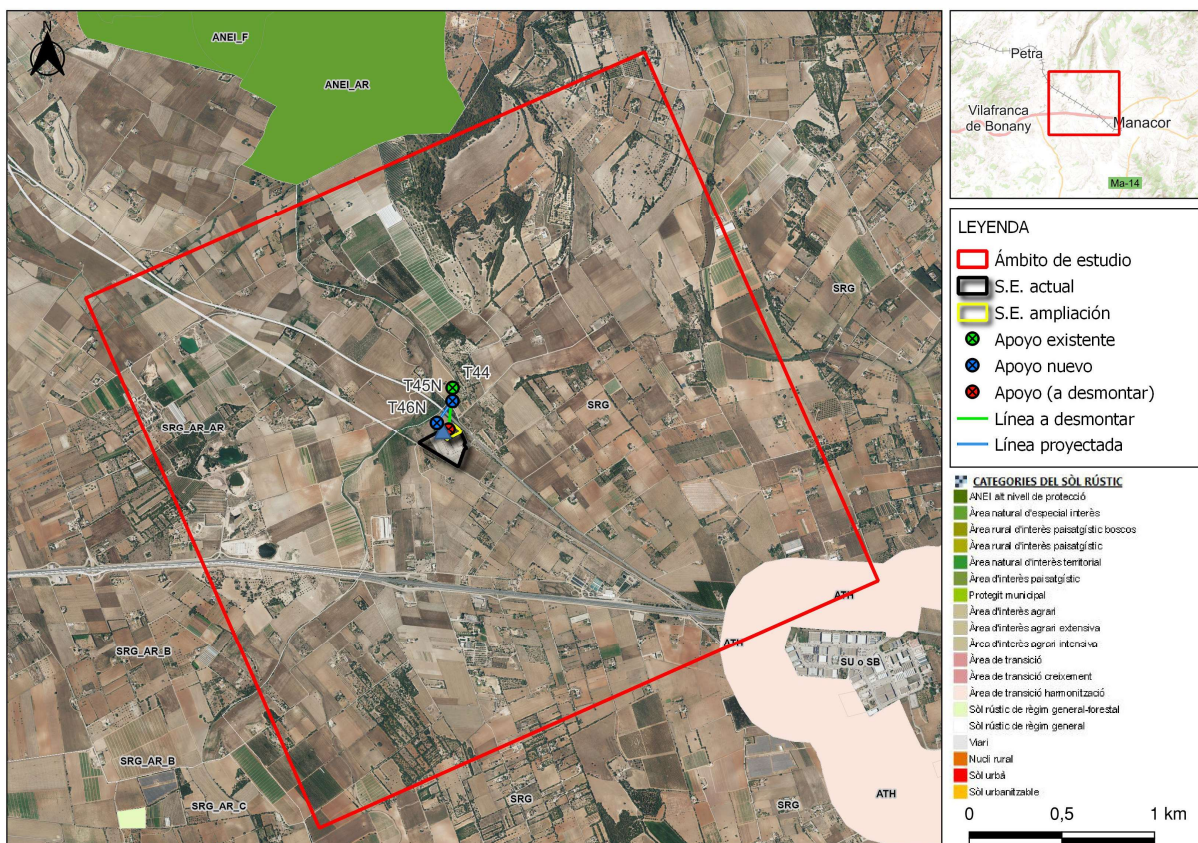 N
ANEI_F
ANEI_AR
SRG
T44
T45N
T46N
SRG
SRG_AR_AR
ATH
ATH
SU o SB
SRG_AR_B
SRG_AR_B
SRG_AR_C
SRG
SRG
ATH
Petra
Vilafranca
de Bonany
Manacor
Ma-14
LEYENDA
Ámbito de estudio
S.E. actual
S.E. ampliación
Apoyo existente
Apoyo nuevo
Apoyo (a desmontar)
Línea a desmontar
Línea proyectada
CATEGORIES DEL SÒL RÚSTIC
ANEI alt nivell de protecció
Àrea natural d'especial interès
Àrea rural d'interès paisatgístic boscos
Àrea rural d'interès paisatgístic
Àrea natural d'interès territorial
Àrea d'interès paisatgístic
Protegit municipal
Àrea d'interès agrari
Àrea d'interès agrari extensiva
Àrea d'interès agrari intensiva
Àrea de transició
Àrea de transició creixement
Àrea de transició harmonització
Sòl rústic de règim general-forestal
Sòl rústic de règim general
Viari
Nucli rural
Sòl urbà
Sòl urbanitzable
0 0,5 1 km